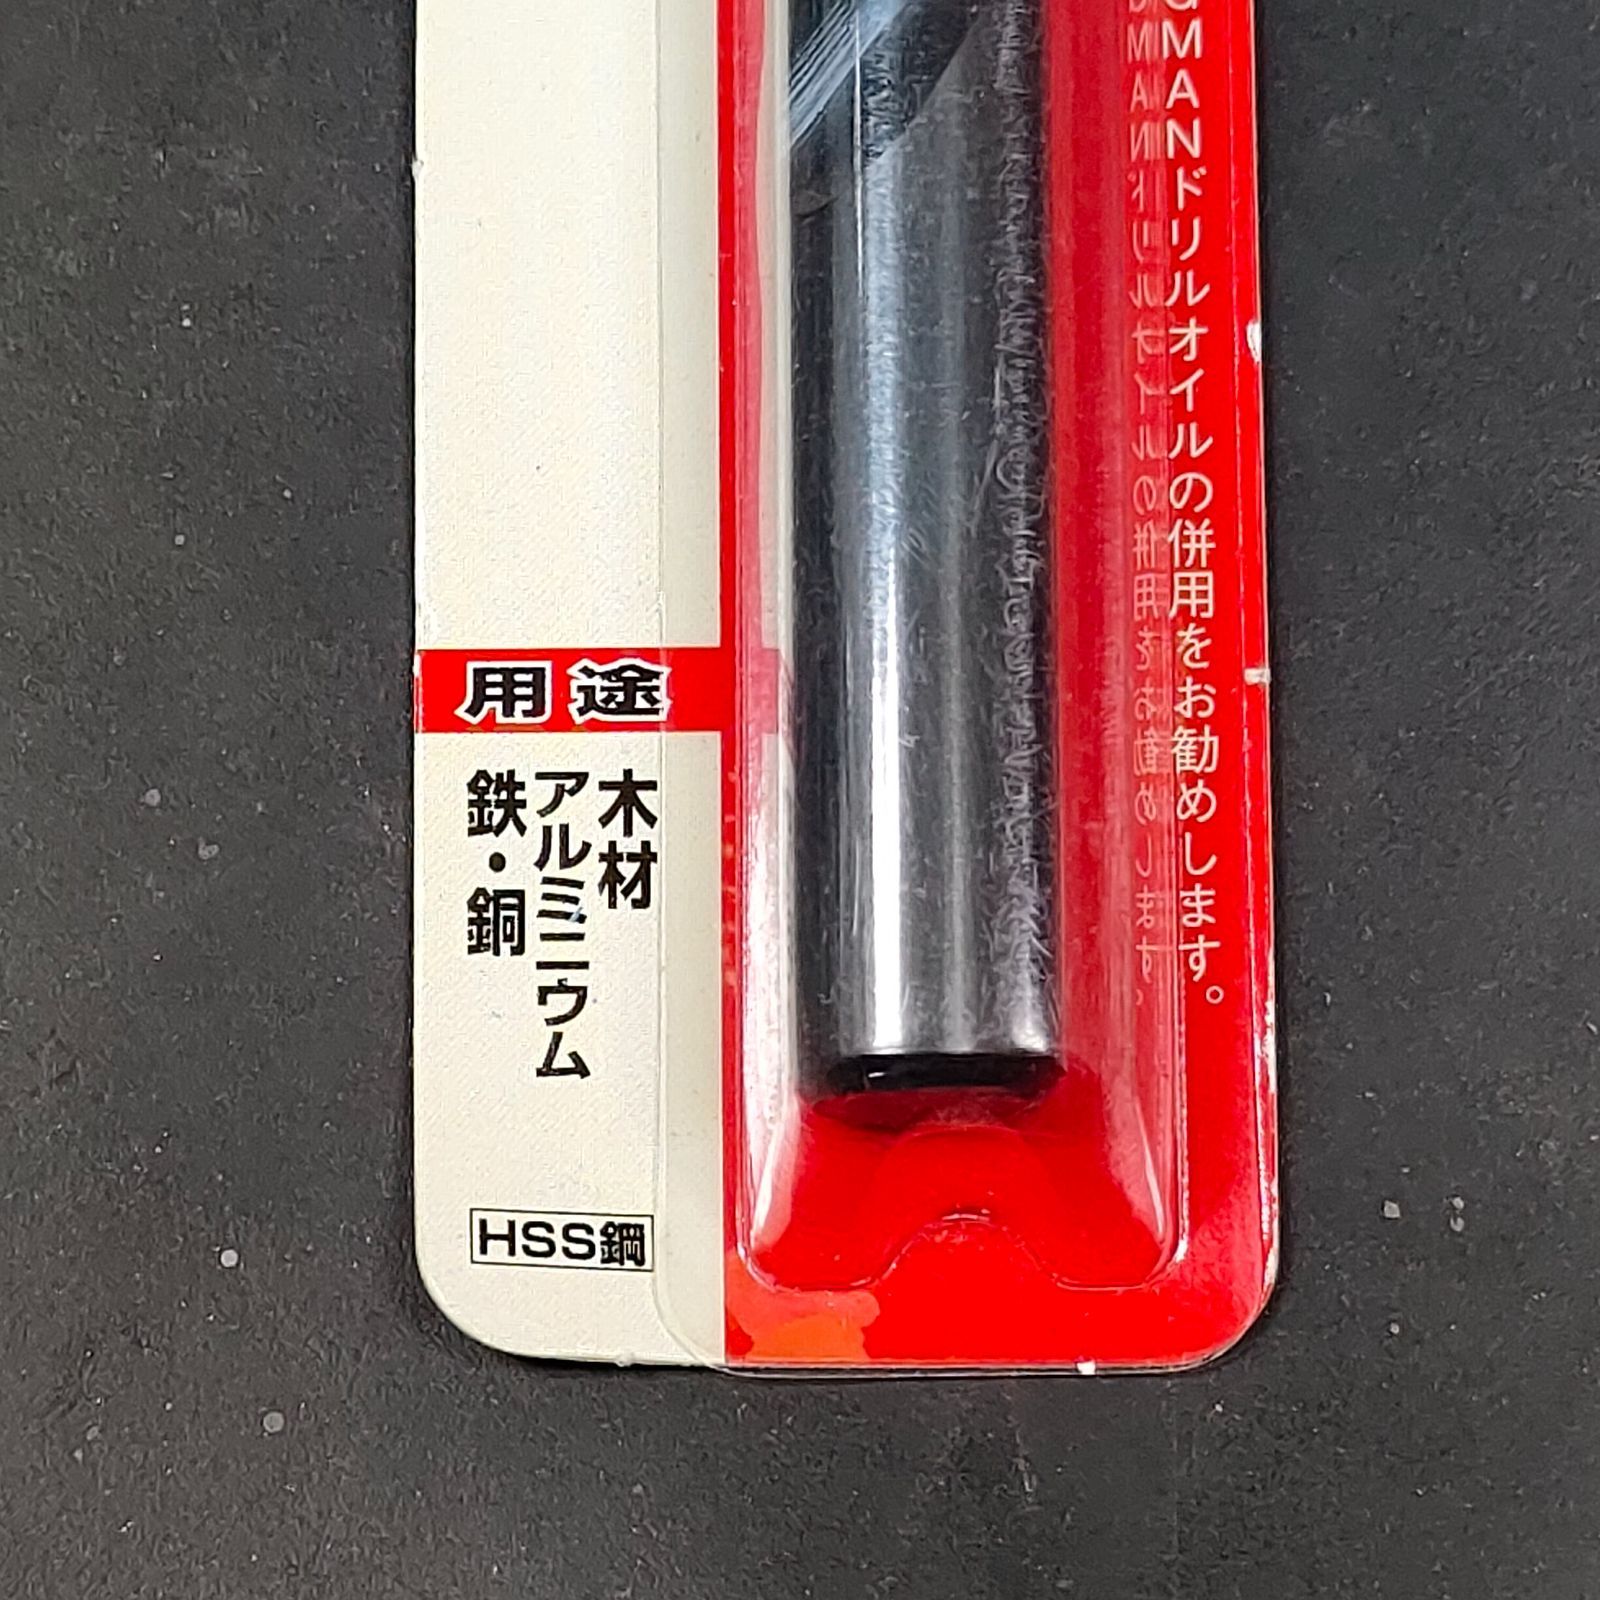 GMANドリルオイルの併用をお勧めします。
用途
木材
アルミニウム
鉄・銅
HSS鋼